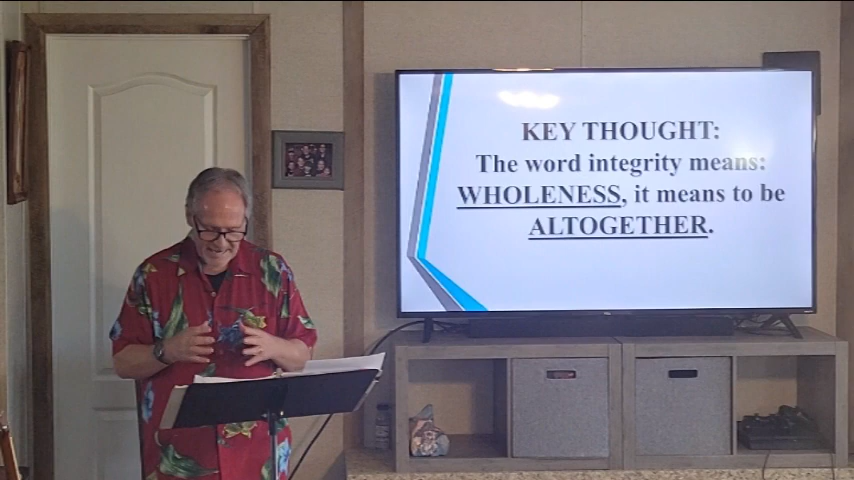 KEY THOUGHT:
The word integrity means:
WHOLENESS, it means to be
ALTOGETHER.